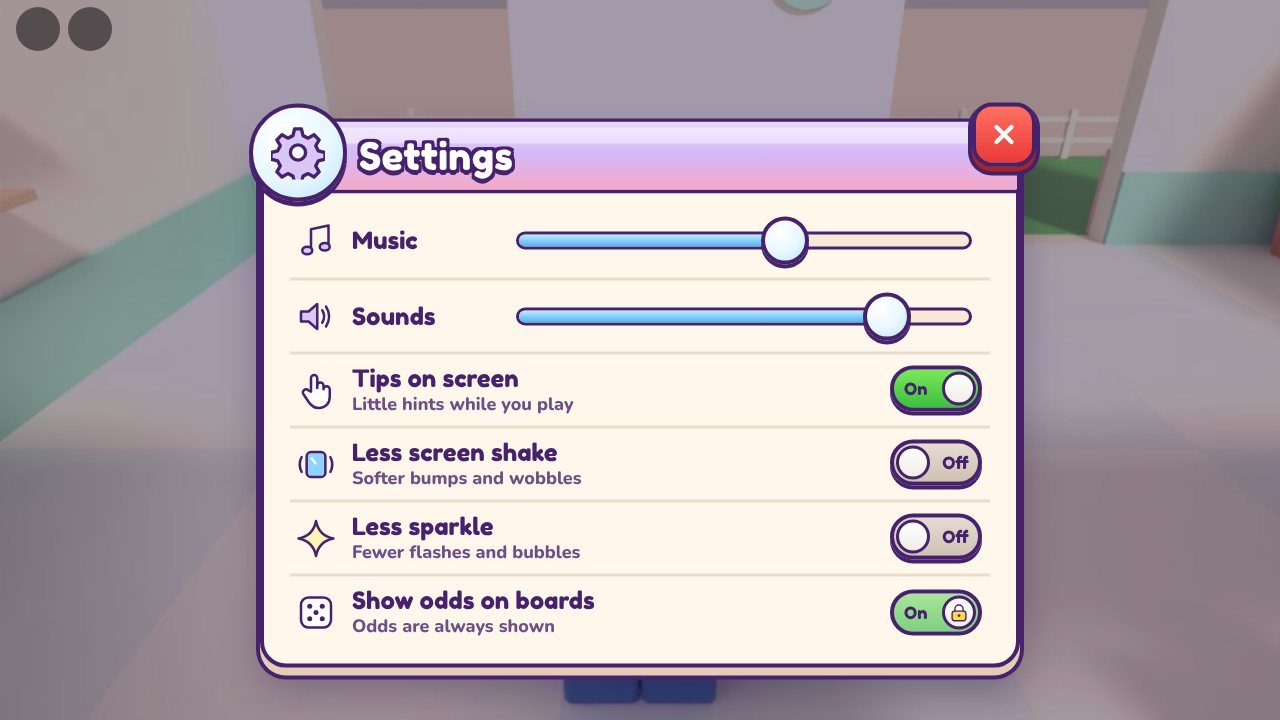 Settings
Music
Sounds
Tips on screen
Little hints while you play
On
Less screen shake
Softer bumps and wobbles
Off
Less sparkle
Fewer flashes and bubbles
Off
Show odds on boards
Odds are always shown
On